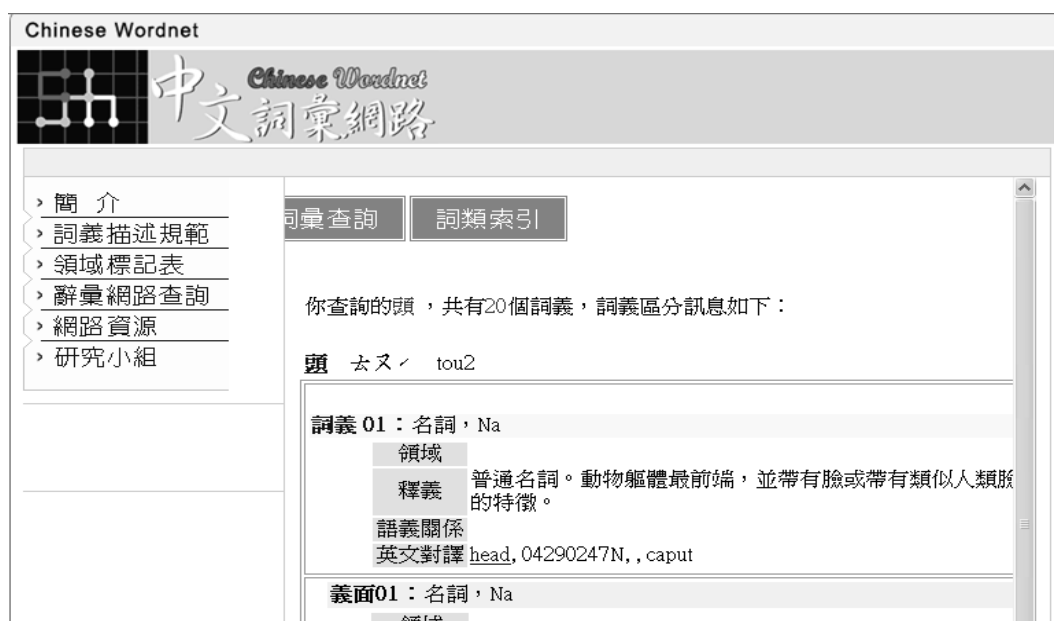 Chinese Wordnet
Chinese Wordnet
中文詞彙網路
簡 介
詞義描述規範
領域標記表
辭彙網路查詢
網路資源
研究小組
詞彙查詢 詞類索引
你查詢的頭，共有20個詞義，詞義區分訊息如下：
頭 ㄊㄡˊ tou2
詞義 01：名詞，Na
領域
釋義 普通名詞。動物軀體最前端，並帶有臉或帶有類似人類臉
的特徵。
語義關係
英文對譯 head, 04290247N, , caput
義面01：名詞，Na
領域